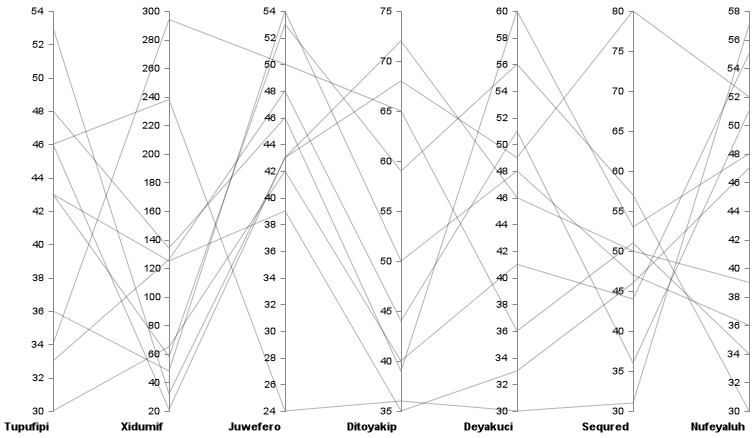 54 52 50 48 46 44 42 40 38 36 34 32 30
300 280 260 240 220 200 180 160 140 120 100 80 60 40 20
54 52 50 48 46 44 42 40 38 36 34 32 30 28 26 24
75 70 65 60 55 50 45 40 35
60 58 56 54 52 50 48 46 44 42 40 38 36 34 32 30
80 75 70 65 60 55 50 45 40 35 30
58 56 54 52 50 48 46 44 42 40 38 36 34 32 30
Tupufipi Xidumif Juwefero Ditoyakip Deyakuci Sequred Nufeyaluh